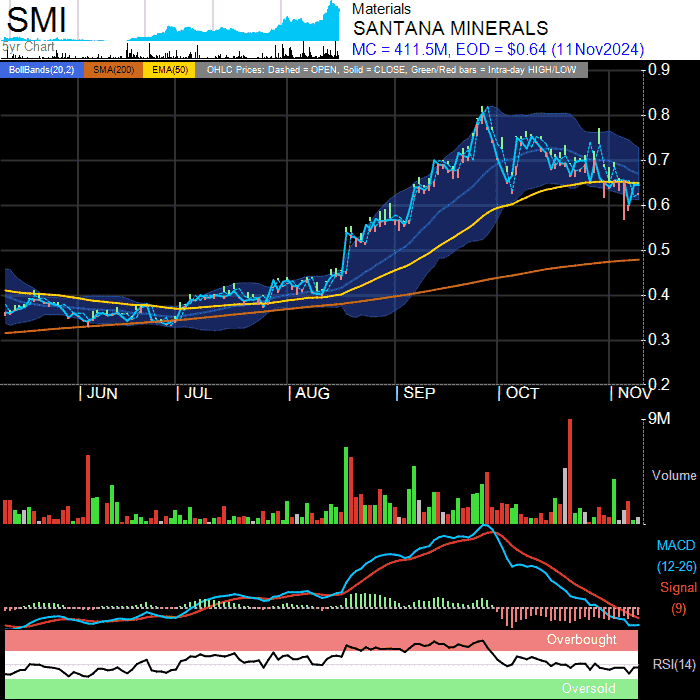 SMI
5yr Chart
Materials
SANTANA MINERALS
MC = 411.5M, EOD = $0.64 (11Nov2024)
BollBands(20,2) SMA(200) EMA(50) OHLC Prices: Dashed = OPEN, Solid = CLOSE, Green/Red bars = Intra-day HIGH/LOW
0.9
0.8
0.7
0.6
0.5
0.4
0.3
0.2
JUN JUL AUG SEP OCT NOV
9M
Volume
MACD
(12-26)
Signal
(9)
Overbought
RSI(14)
Oversold